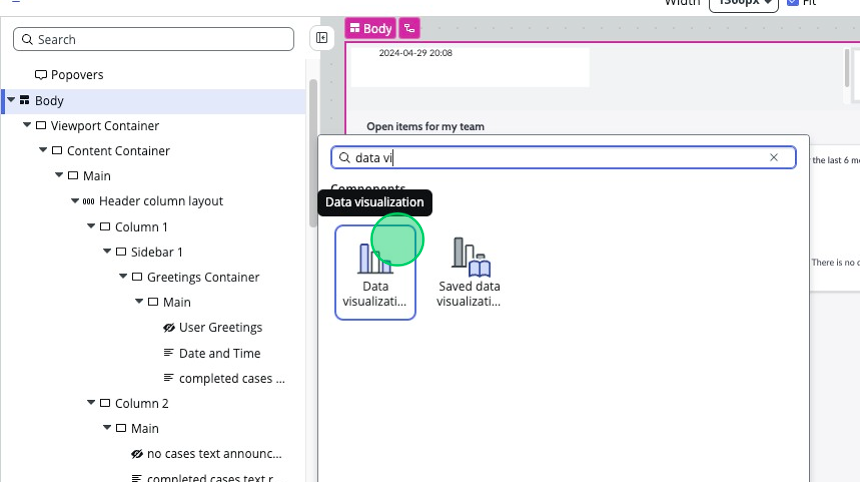 Width
1300px
Fit
Search
Body
2024-04-29 20:08
Popovers
Body
Viewport Container
Open items for my team
Content Container
data vi
the last 6 m
Main
Components
Data visualization
Header column layout
Column 1
Sidebar 1
There is no c
Greetings Container
Data
visualizati...
Saved data
visualizati...
Main
User Greetings
Date and Time
completed cases ...
Column 2
Main
no cases text announc...
completed cases text r...